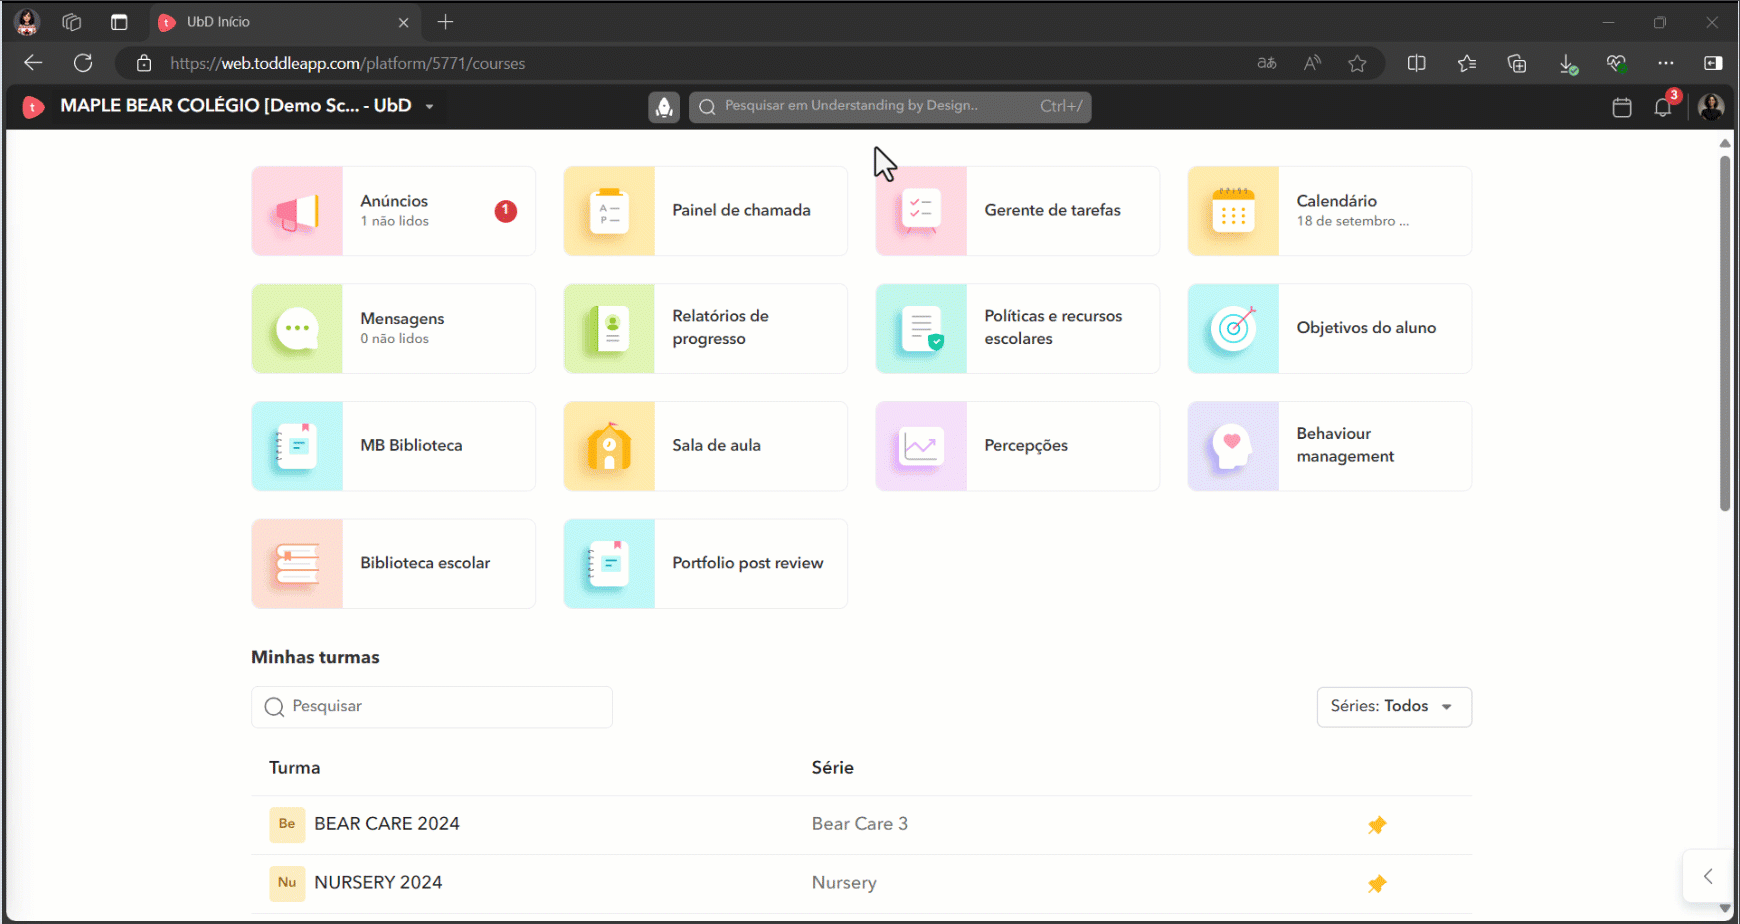 UbD Início
https://web.toddleapp.com/platform/5771/courses
MAPLE BEAR COLÉGIO [Demo Sc... - UbD
Pesquisar em Understanding by Design..
Ctrl+/
3
Anúncios
1 não lidos
1
Painel de chamada
Gerente de tarefas
Calendário
18 de setembro ...
Mensagens
0 não lidos
Relatórios de
progresso
Políticas e recursos
escolares
Objetivos do aluno
MB Biblioteca
Sala de aula
Percepções
Behaviour
management
Biblioteca escolar
Portfolio post review
Minhas turmas
Pesquisar
Séries: Todos
Turma
Série
Be
BEAR CARE 2024
Bear Care 3
Nu
NURSERY 2024
Nursery